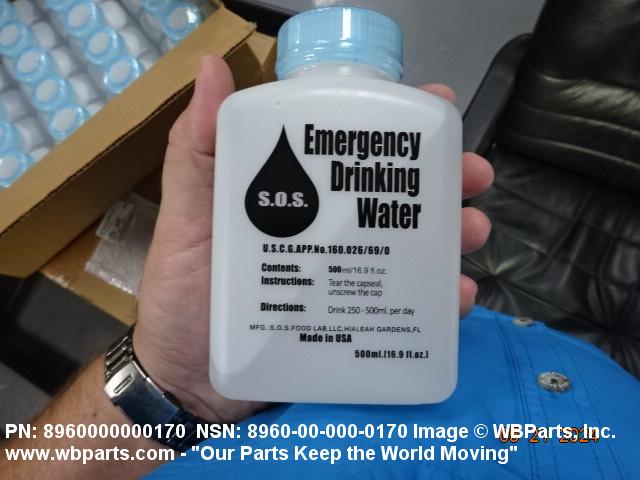 Emergency
Drinking
Water
S.O.S.
U.S.C.G.APP.No.160.026/69/0
Contents: 500ml/16.9 fl.oz.
Instructions: Tear the capseal,
unscrew the cap
Directions: Drink 250 - 500ml. per day
MFG.:S.O.S.FOOD LAB,LLC,HIALEAH GARDENS,FL
Made in USA
500ml.[16.9 fl.oz.]
PN: 8960000000170 NSN: 8960-00-000-0170 Image © WBParts, Inc.
www.wbparts.com - "Our Parts Keep the World Moving"